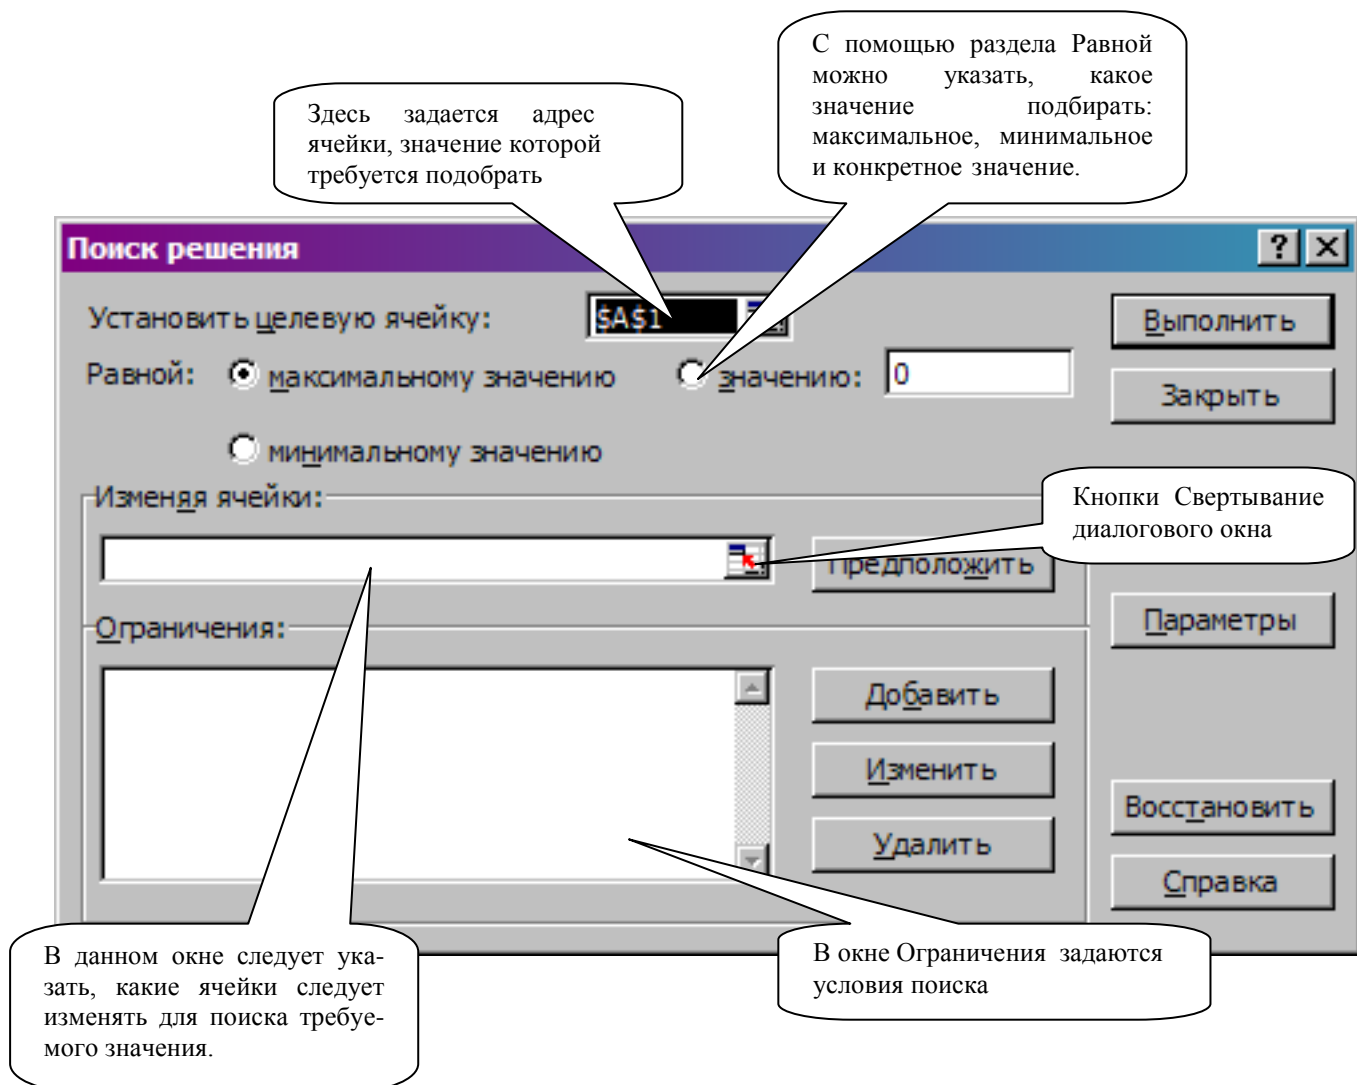 С помощью раздела Равной
можно указать, какое
значение подбирать:
максимальное, минимальное
и конкретное значение.
Здесь задается адрес
ячейки, значение которой
требуется подобрать
Поиск решения
Установить целевую ячейку:
$A$1
Выполнить
Равной:
максимальному значению
значению:
0
Закрыть
минимальному значению
Изменяя ячейки:
Кнопки Свертывание
диалогового окна
Предположить
Параметры
Ограничения:
Добавить
Изменить
Восстановить
Удалить
Справка
В данном окне следует ука-
зать, какие ячейки следует
изменять для поиска требуе-
мого значения.
В окне Ограничения задаются
условия поиска